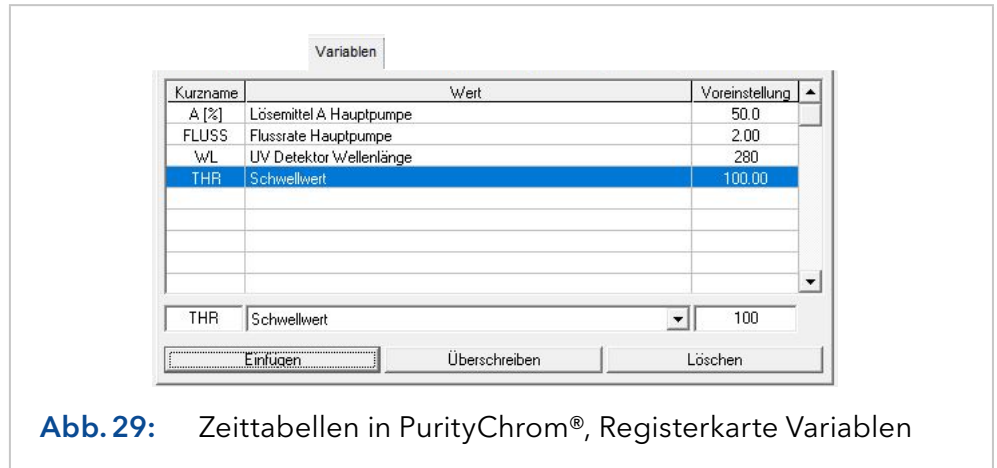 Variablen
Kurzname Wert Voreinstellung
A [%] Lösemittel A Hauptpumpe 50.0
FLUSS Flussrate Hauptpumpe 2.00
WL UV Detektor Wellenlänge 280
THR Schwellwert 100.00
THR Schwellwert 100
Einfügen Überschreiben Löschen
Abb. 29: Zeittabellen in PurityChrom®, Registerkarte Variablen